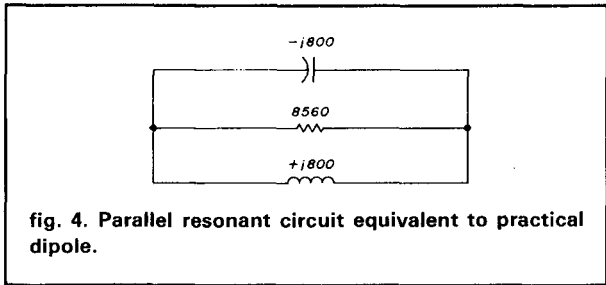 -j800
8560
+j800
fig. 4. Parallel resonant circuit equivalent to practical
dipole.